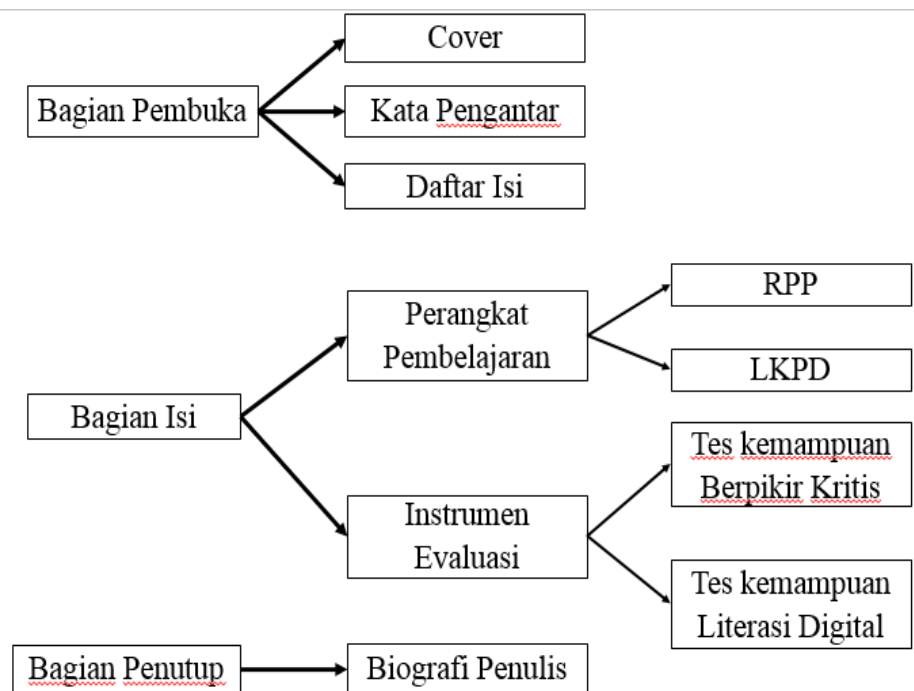 Cover
Bagian Pembuka
Kata Pengantar
Daftar Isi
Perangkat
Pembelajaran
RPP
LKPD
Bagian Isi
Instrumen
Evaluasi
Tes kemampuan
Berpikir Kritis
Tes kemampuan
Literasi Digital
Bagian Penutup
Biografi Penulis